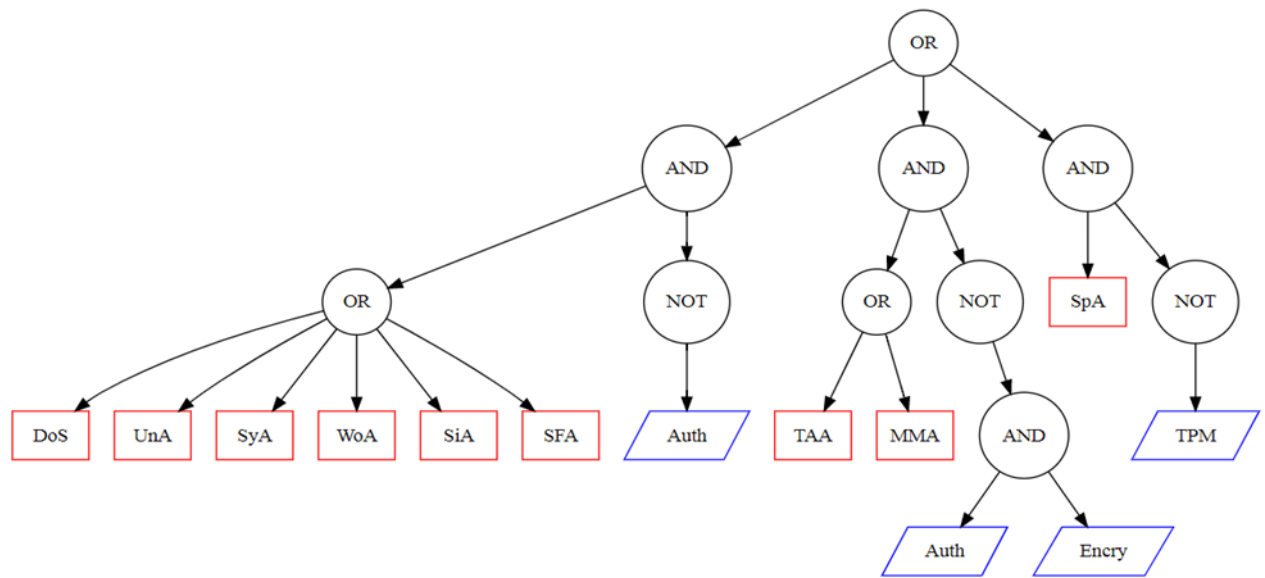 OR
AND AND AND
OR NOT OR NOT SpA NOT
DoS UnA SyA WoA SiA SFA Auth TAA MMA AND TPM
Auth Encry